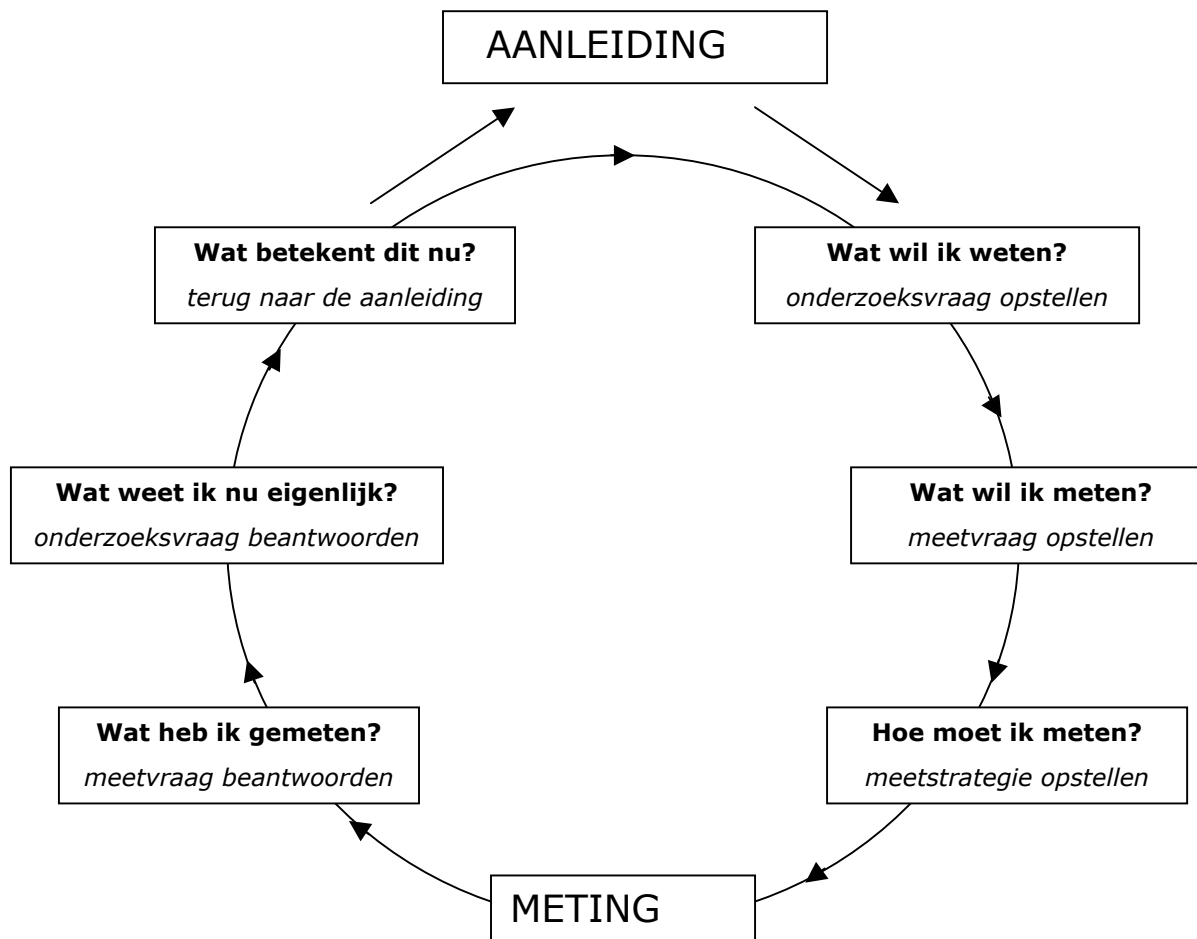 AANLEIDING
Wat betekent dit nu?
terug naar de aanleiding
Wat wil ik weten?
onderzoeksvraag opstellen
Wat weet ik nu eigenlijk?
onderzoeksvraag beantwoorden
Wat wil ik meten?
meetvraag opstellen
Wat heb ik gemeten?
meetvraag beantwoorden
Hoe moet ik meten?
meetstrategie opstellen
METING